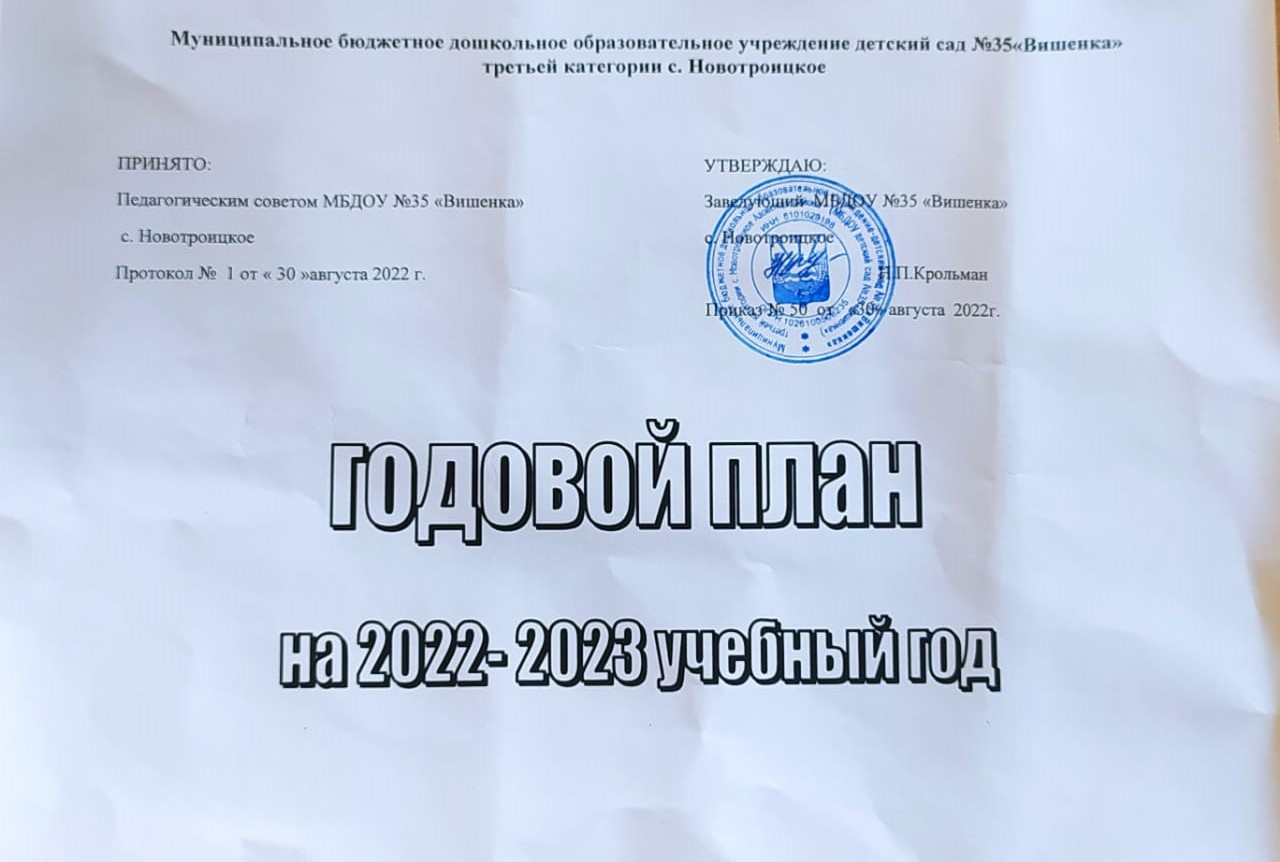 Муниципальное бюджетное дошкольное образовательное учреждение детский сад №35«Вишенка»
третьей категории с. Новотроицкое
ПРИНЯТО:
Педагогическим советом МБДОУ №35 «Вишенка»
с. Новотроицкое
Протокол № 1 от « 30 »августа 2022 г.
УТВЕРЖДАЮ:
Заведующий МБДОУ №35 «Вишенка»
с. Новотроицкое
.П.Крольман
Приказ № 50 от «30» августа 2022г.
ГОДОВОЙ ПЛАН
на 2022- 2023 учебный год